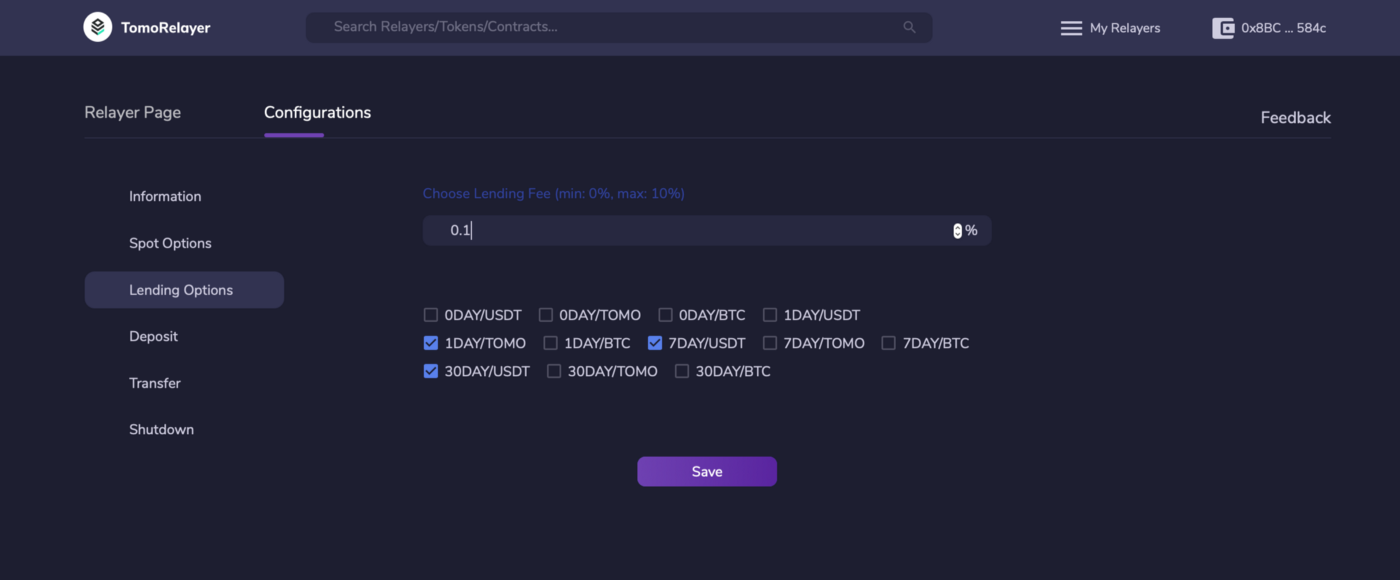 TomoRelayer
Search Relayers/Tokens/Contracts...
My Relayers
0x8BC ... 584c
Relayer Page
Configurations
Feedback
Information
Spot Options
Lending Options
Deposit
Transfer
Shutdown
Choose Lending Fee (min: 0%, max: 10%)
0.1 %
0DAY/USDT 0DAY/TOMO 0DAY/BTC 1DAY/USDT
1DAY/TOMO 1DAY/BTC 7DAY/USDT 7DAY/TOMO 7DAY/BTC
30DAY/USDT 30DAY/TOMO 30DAY/BTC
Save